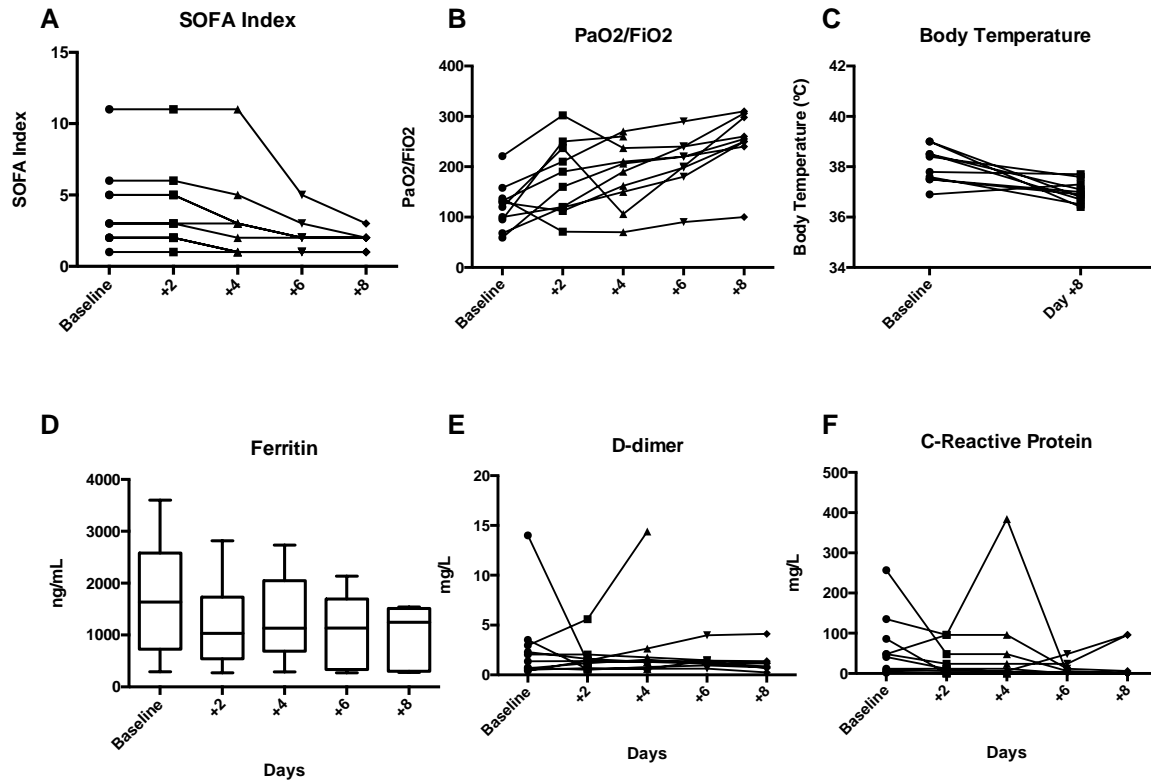 A
SOFA Index
SOFA Index
15
10
5
0
Baseline
+2
+4
+6
+8
B
PaO2/FiO2
PaO2/FiO2
400
300
200
100
0
Baseline
+2
+4
+6
+8
C
Body Temperature
Body Temperature (ºC)
42
40
38
36
34
Baseline
Day +8
D
Ferritin
ng/mL
4000
3000
2000
1000
0
Baseline
+2
+4
+6
+8
Days
E
D-dimer
mg/L
20
15
10
5
0
Baseline
+2
+4
+6
+8
Days
F
C-Reactive Protein
mg/L
500
400
300
200
100
0
Baseline
+2
+4
+6
+8
Days